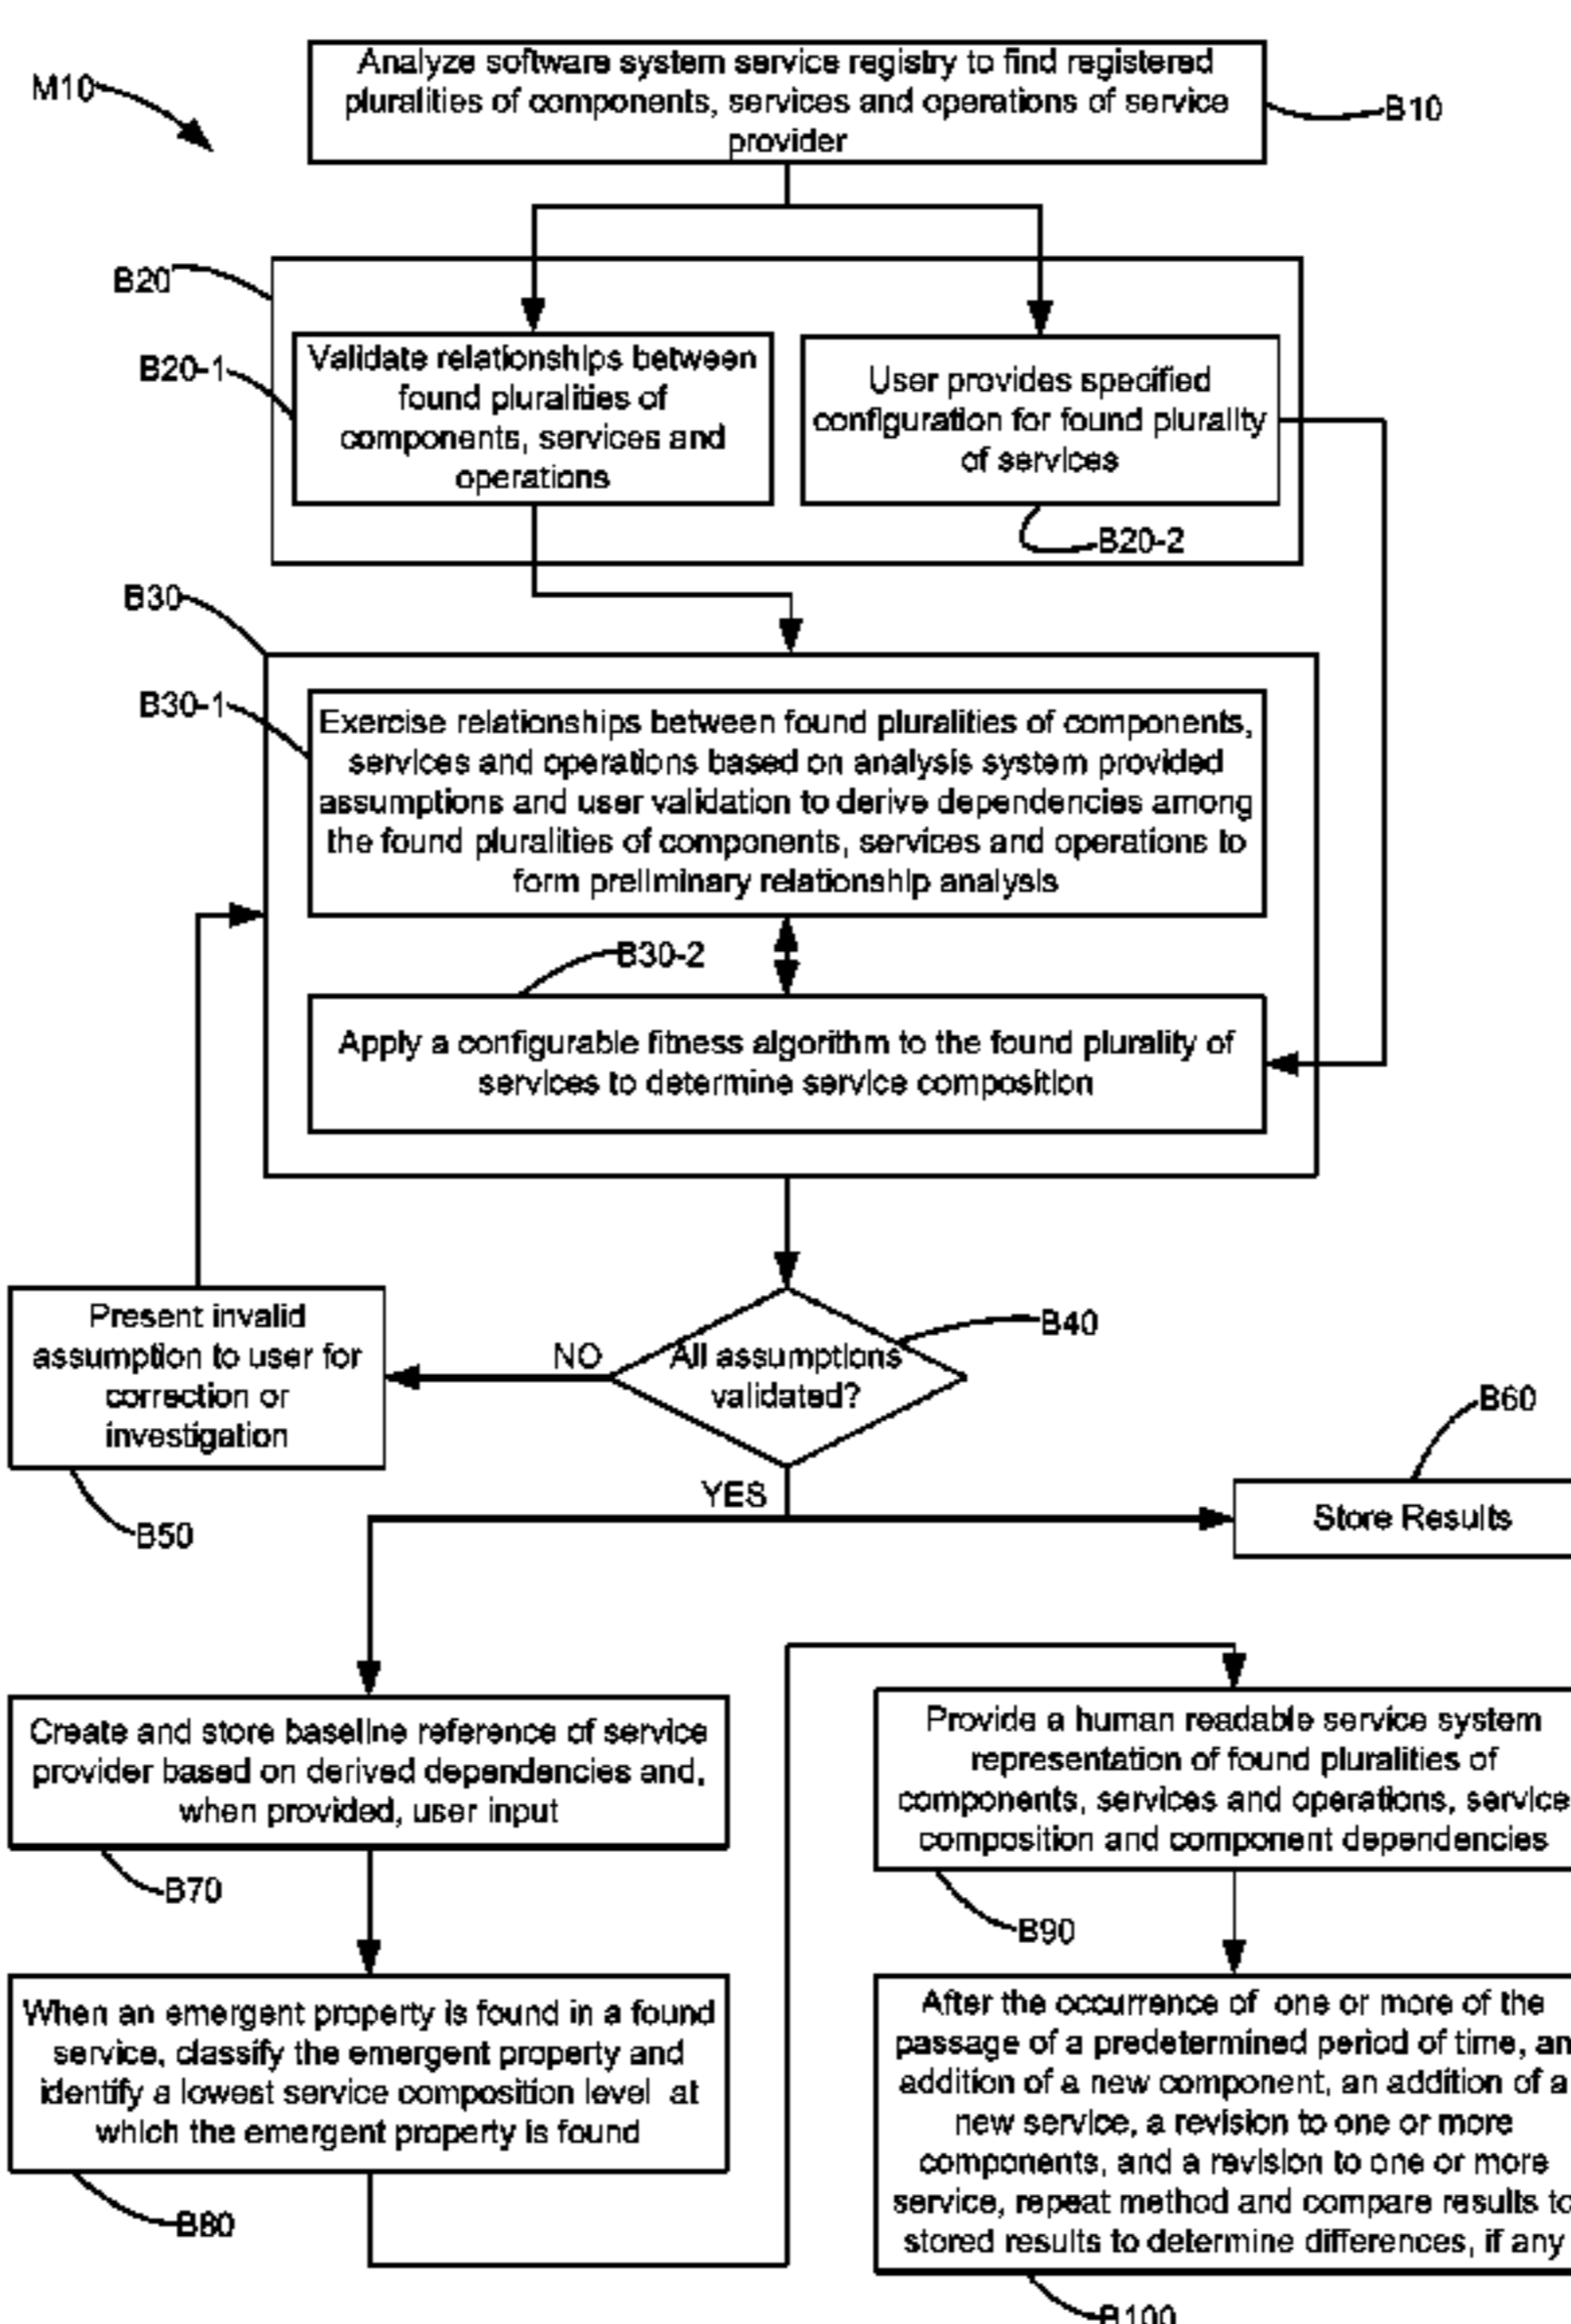 Analyze software system service registry to find registered
pluralities of components, services and operations of service
provider
M10
B10
B20
B20-1
Validate relationships between
found pluralities of
components, services and
operations
User provides specified
configuration for found plurality
of services
B20-2
B30
B30-1
Exercise relationships between found pluralities of components,
services and operations based on analysis system provided
assumptions and user validation to derive dependencies among
the found pluralities of components, services and operations to
form preliminary relationship analysis
B30-2
Apply a configurable fitness algorithm to the found plurality of
services to determine service composition
B40
All assumptions
validated?
NO
YES
Present invalid
assumption to user for
correction or
investigation
B50
B60
Store Results
Create and store baseline reference of service
provider based on derived dependencies and,
when provided, user input
B70
When an emergent property is found in a found
service, classify the emergent property and
identify a lowest service composition level at
which the emergent property is found
B80
Provide a human readable service system
representation of found pluralities of
components, services and operations, service
composition and component dependencies
B90
After the occurrence of one or more of the
passage of a predetermined period of time, an
addition of a new component, an addition of a
new service, a revision to one or more
components, and a revision to one or more
service, repeat method and compare results to
stored results to determine differences, if any
B100